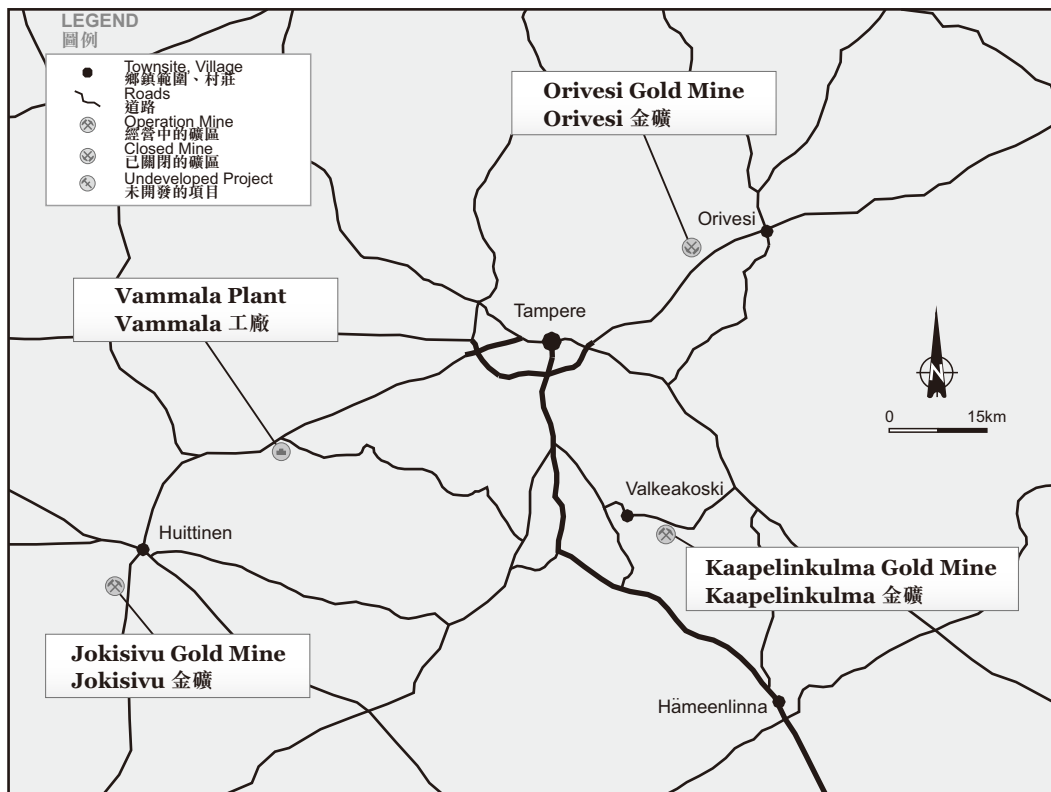 LEGEND
圖例
Townsite, Village
鄉鎮範圍、村莊
Roads
道路
Operation Mine
經營中的礦區
Closed Mine
已關閉的礦區
Undeveloped Project
未開發的項目
Orivesi Gold Mine
Orivesi 金礦
Orivesi
Vammala Plant
Vammala 工廠
Tampere
N
0 15km
Valkeakoski
Huittinen
Kaapelinkulma Gold Mine
Kaapelinkulma 金礦
Jokisivu Gold Mine
Jokisivu 金礦
Hämeenlinna